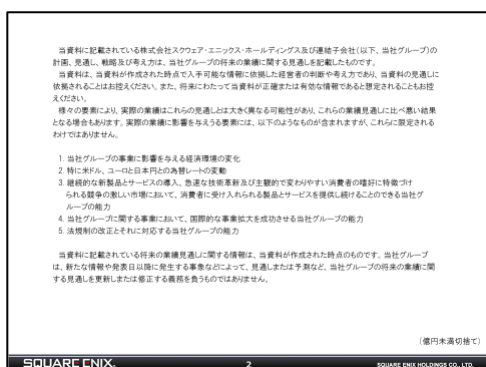 当資料に記載されている株式会社スクウェア・エニックス・ホールディングス及び連結子会社(以下、当社グループ)の
計画、見通し、戦略及び考え方は、当社グループの将来の業績に関する見通しを記載したものです。
当資料は、当資料が作成された時点で入手可能な情報に依拠した経営者の判断や考え方であり、当資料の見通しに
依拠されることはお控えください。また、将来にわたって当資料が正確または有効な情報であると想定されることもお控
えください。
様々の要素により、実際の業績はこれらの見通しとは大きく異なる可能性があり、これらの業績見通しに比べ悪い結果
となる場合もあります。実際の業績に影響を与えうる要素には、以下のようなものが含まれますが、これらに限定される
わけではありません。
1. 当社グループの事業に影響を与える経済環境の変化
2. 特に米ドル、ユーロと日本円との為替レートの変動
3. 継続的な新製品とサービスの導入、急速な技術革新及び主観的で変わりやすい消費者の嗜好に特徴づけ
られる競争の激しい市場において、消費者に受け入れられる製品とサービスを提供し続けることのできる当社グ
ループの能力
4. 当社グループに関する事業において、国際的な事業拡大を成功させる当社グループの能力
5. 法規制の改正とそれに対応する当社グループの能力
当資料に記載されている将来の業績見通しに関する情報は、当資料が作成された時点のものです。当社グループ
は、新たな情報や発表日以降に発生する事象などによって、見通しまたは予測など、当社グループの将来の業績に関
する見通しを更新しまたは修正する義務を負うものではありません。
(億円未満切捨て)
SQUARE ENIX.
2
SQUARE ENIX HOLDINGS CO., LTD.